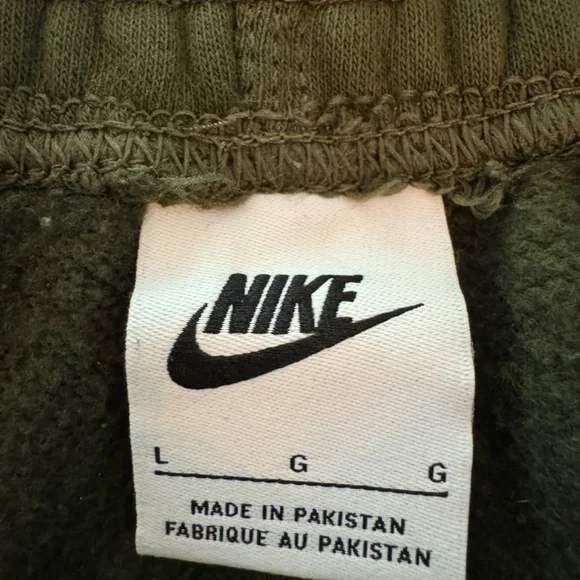 NIKE
L G G
MADE IN PAKISTAN
FABRIQUE AU PAKISTAN